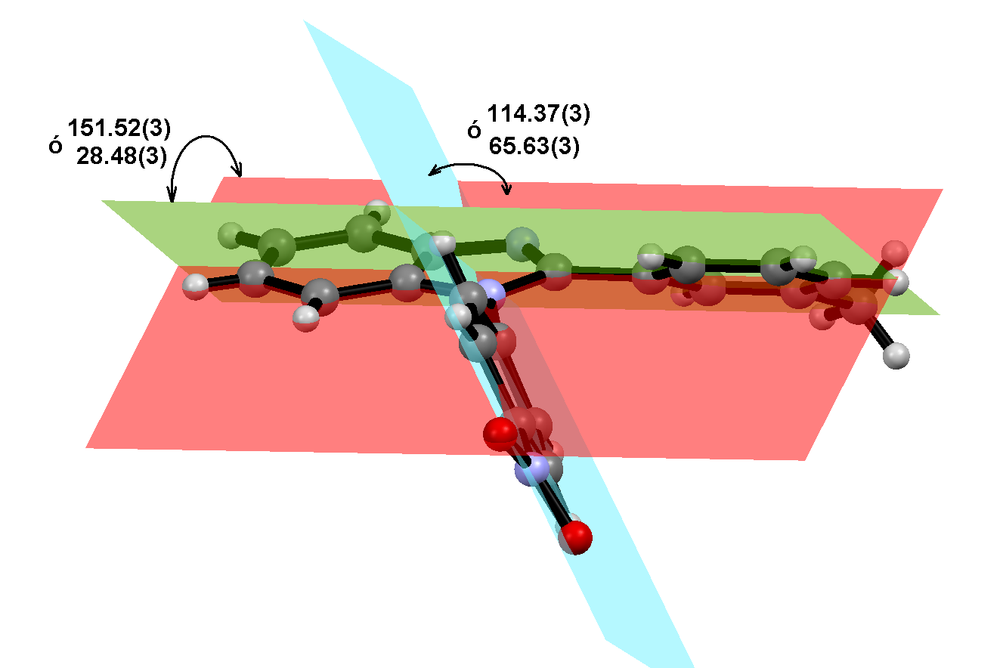 151.52(3)
ó 28.48(3)
114.37(3)
ó 65.63(3)